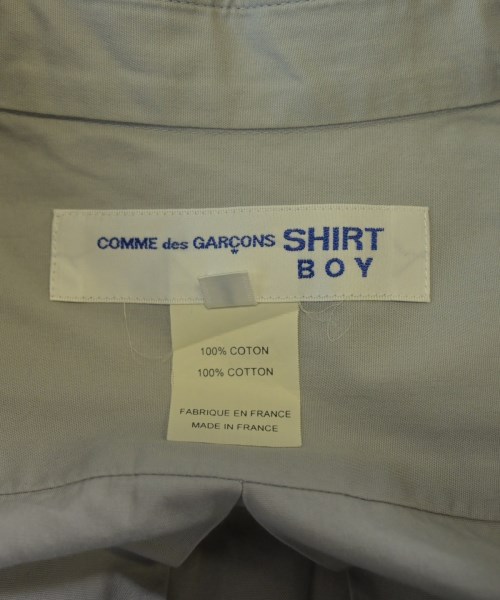 COMME des GARÇONS SHIRT
BOY
100% COTON
100% COTTON
FABRIQUE EN FRANCE
MADE IN FRANCE